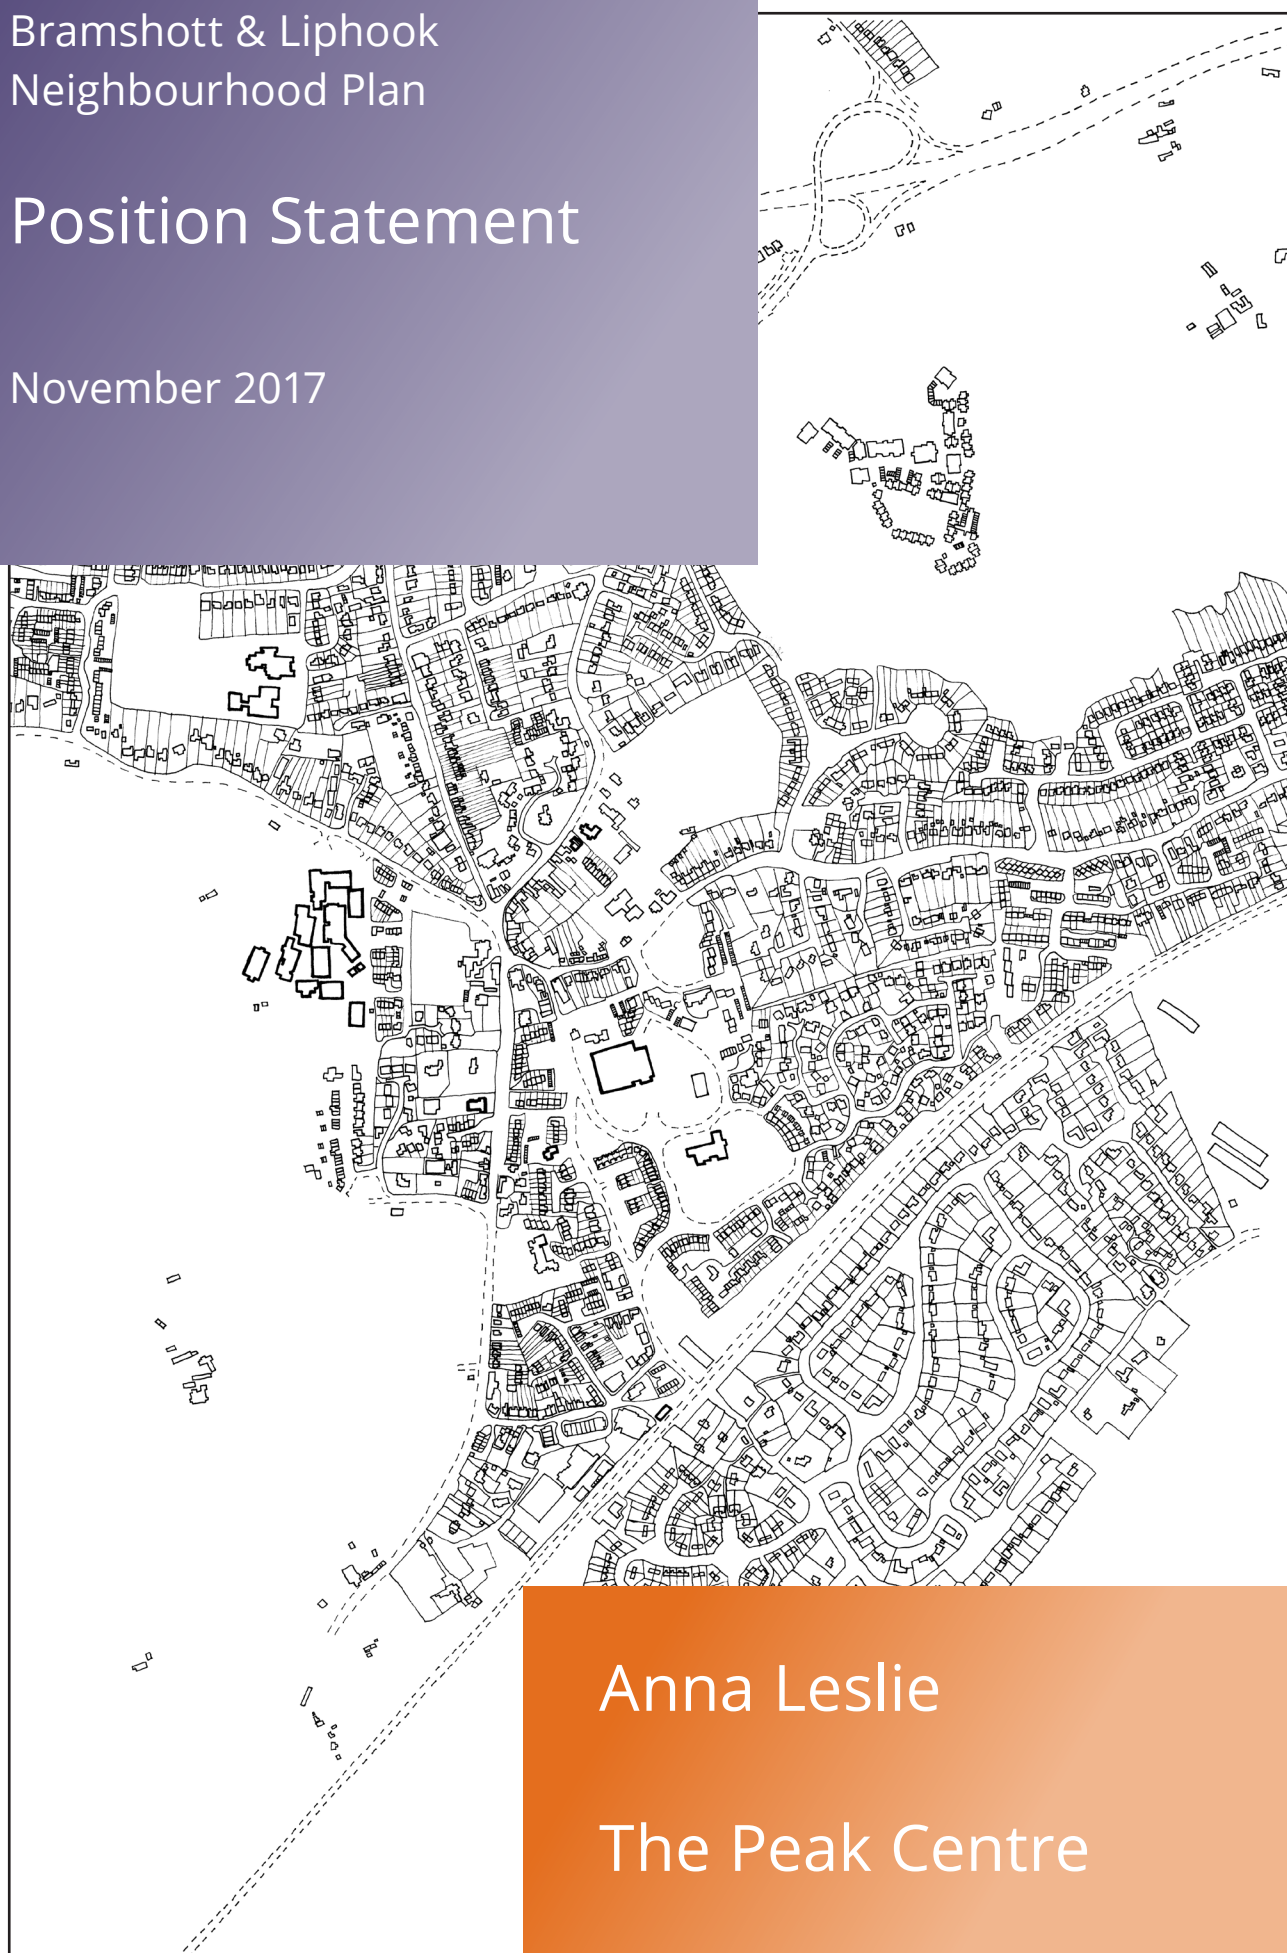 Bramshott & Liphook
Neighbourhood Plan
Position Statement
November 2017
Anna Leslie
The Peak Centre